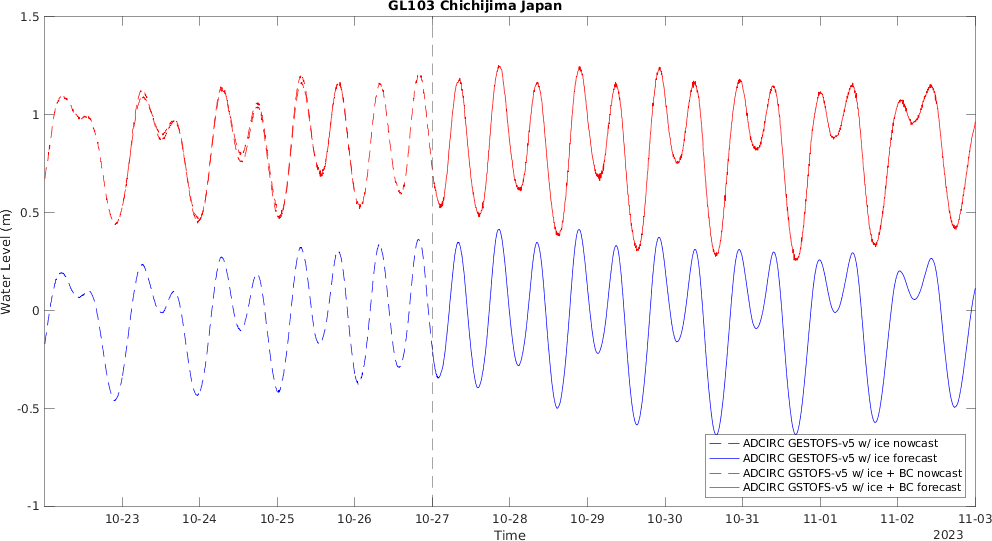 GL103 Chichijima Japan
1.5
1
0.5
0
-0.5
-1
Water Level (m)
ADCIRC GESTOFS-v5 w/ ice nowcast
ADCIRC GESTOFS-v5 w/ ice forecast
ADCIRC GSTOFS-v5 w/ ice + BC nowcast
ADCIRC GSTOFS-v5 w/ ice + BC forecast
10-23 10-24 10-25 10-26 10-27 10-28 10-29 10-30 10-31 11-01 11-02 11-03
Time
2023